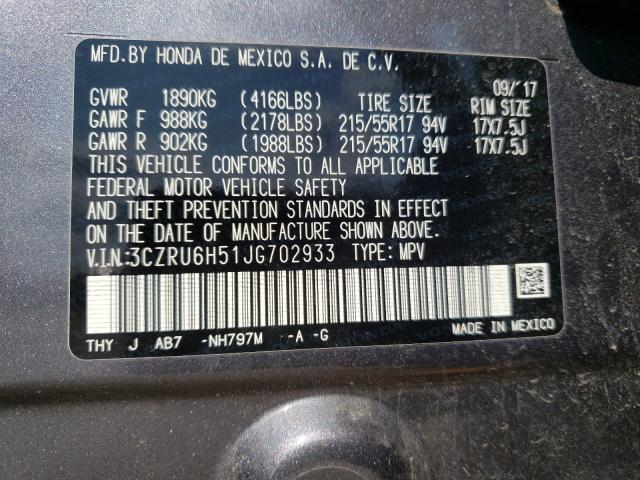 MFD.BY HONDA DE MEXICO S.A. DE C.V.
09/'17
GVWR 1890KG (4166LBS) TIRE SIZE RIM SIZE
GAWR F 988KG (2178LBS) 215/55R17 94V 17X7.5J
GAWR R 902KG (1988LBS) 215/55R17 94V 17X7.5J
THIS VEHICLE CONFORMS TO ALL APPLICABLE
FEDERAL MOTOR VEHICLE SAFETY
AND THEFT PREVENTION STANDARDS IN EFFECT
ON THE DATE OF MANUFACTURE SHOWN ABOVE.
V.I.N.:3CZRU6H51JG702933 TYPE: MPV
THY J AB7 -NH797M -A -G
MADE IN MEXICO